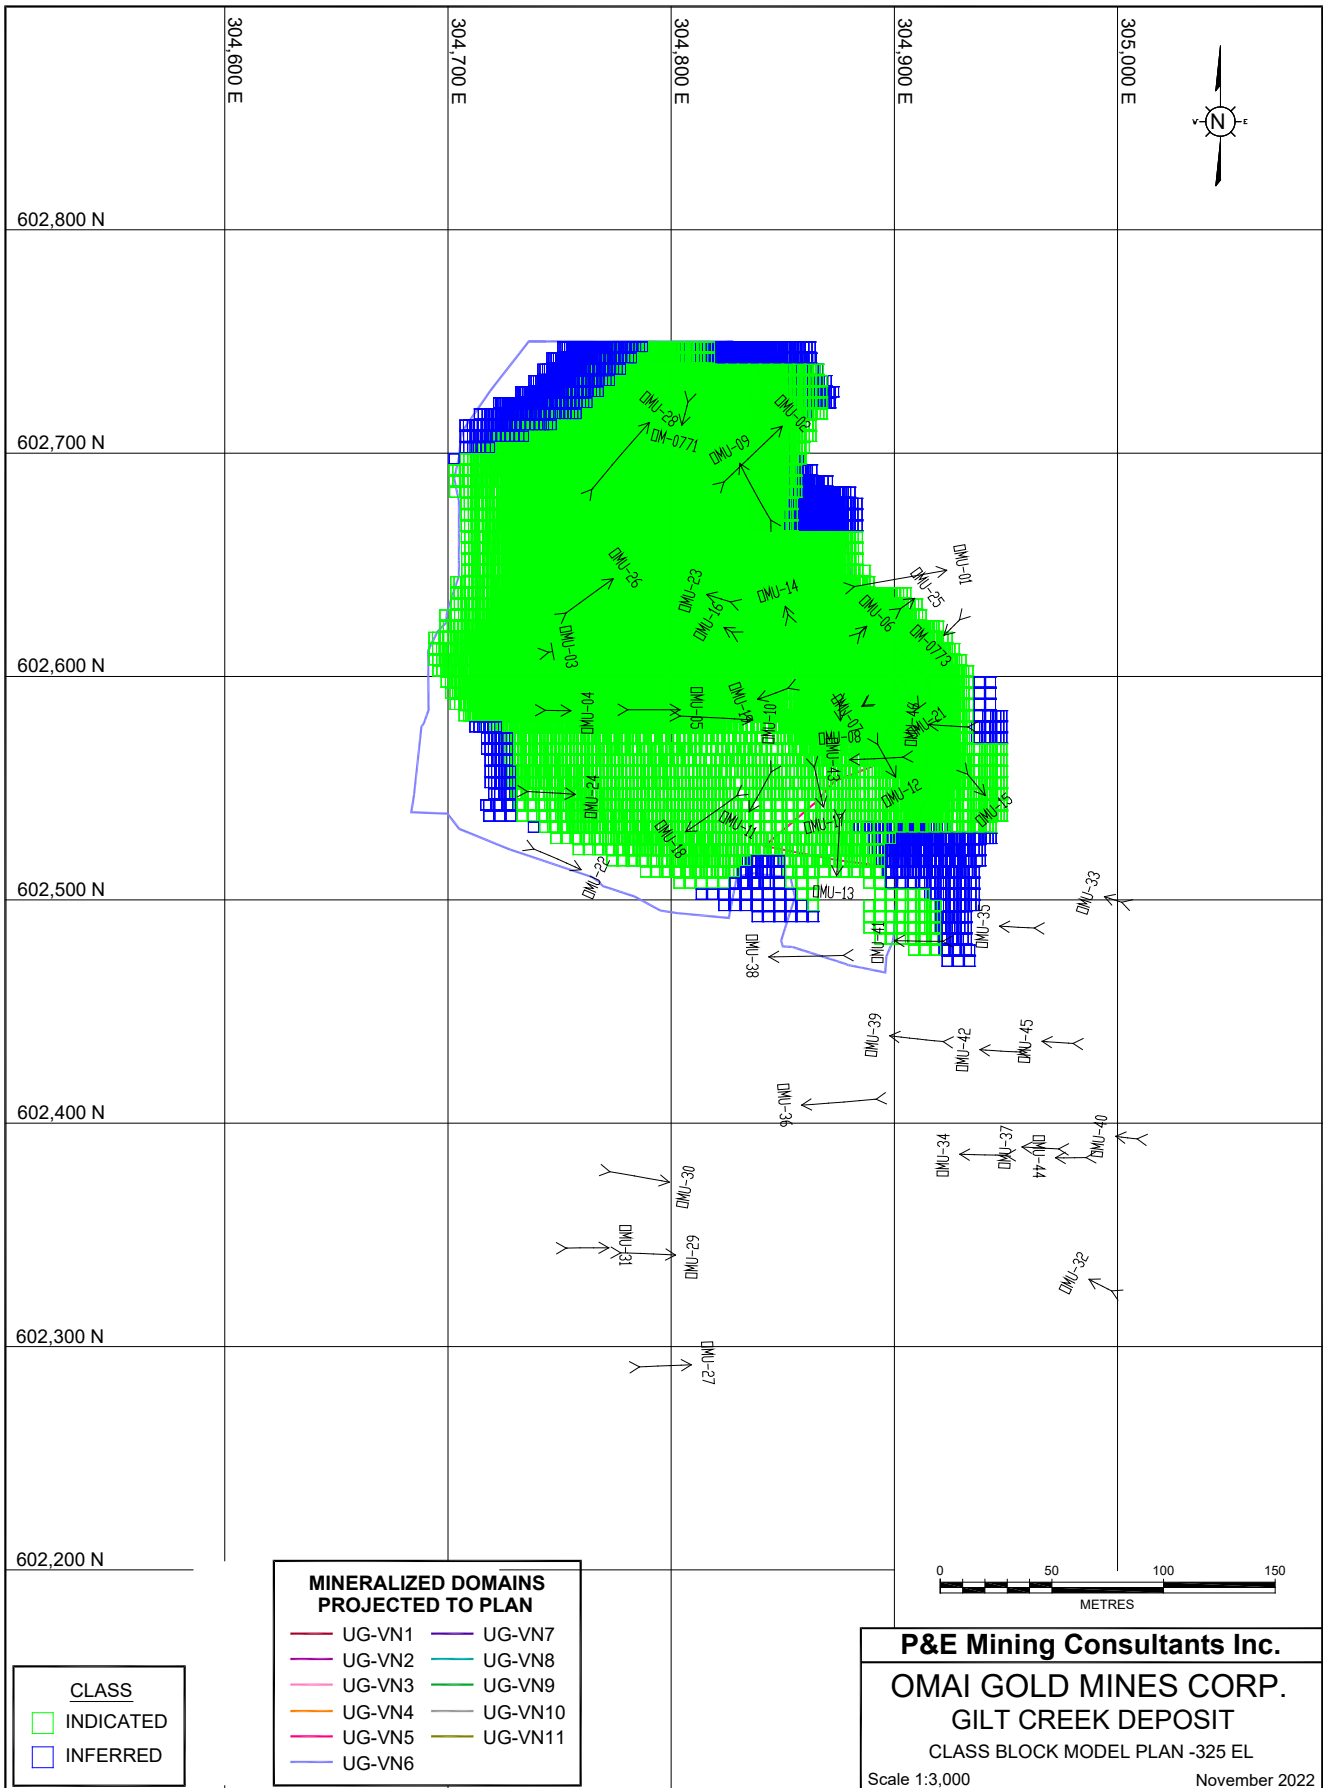 304,600 E
304,700 E
304,800 E
304,900 E
305,000 E
W
N
E
602,800 N
602,700 N
602,600 N
602,500 N
602,400 N
602,300 N
602,200 N
OMU-28
OM-0771
OMU-09
OMU-02
OMU-26
OMU-23
OMU-16
OMU-14
OMU-06
OMU-25
OMU-01
OM-0773
OMU-03
OMU-04
OMU-05
OMU-19
OMU-10
OMU-07
OMU-08
OMU-43
OMU-21
OMU-12
OMU-15
OMU-24
OMU-18
OMU-11
OMU-17
OMU-22
OMU-13
OMU-33
OMU-35
OMU-41
OMU-38
OMU-39
OMU-42
OMU-45
OMU-36
OMU-34
OMU-37
OMU-44
OMU-40
OMU-30
OMU-31
OMU-29
OMU-32
OMU-27
0 50 100 150
METRES
MINERALIZED DOMAINS
PROJECTED TO PLAN
UG-VN1 UG-VN7
UG-VN2 UG-VN8
UG-VN3 UG-VN9
UG-VN4 UG-VN10
UG-VN5 UG-VN11
UG-VN6
CLASS
INDICATED
INFERRED
P&E Mining Consultants Inc.
OMAI GOLD MINES CORP.
GILT CREEK DEPOSIT
CLASS BLOCK MODEL PLAN -325 EL
Scale 1:3,000 November 2022